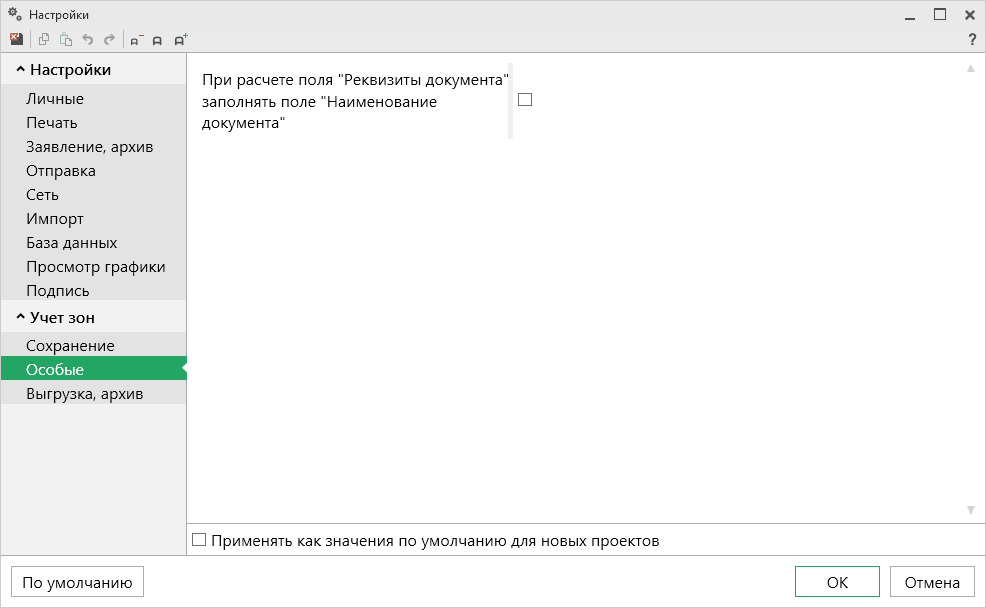 Настройки
?
Настройки
Личные
Печать
Заявление, архив
Отправка
Сеть
Импорт
База данных
Просмотр графики
Подпись
Учет зон
Сохранение
Особые
Выгрузка, архив
При расчете поля "Реквизиты документа"
заполнять поле "Наименование
документа"
Применять как значения по умолчанию для новых проектов
По умолчанию
ОК
Отмена